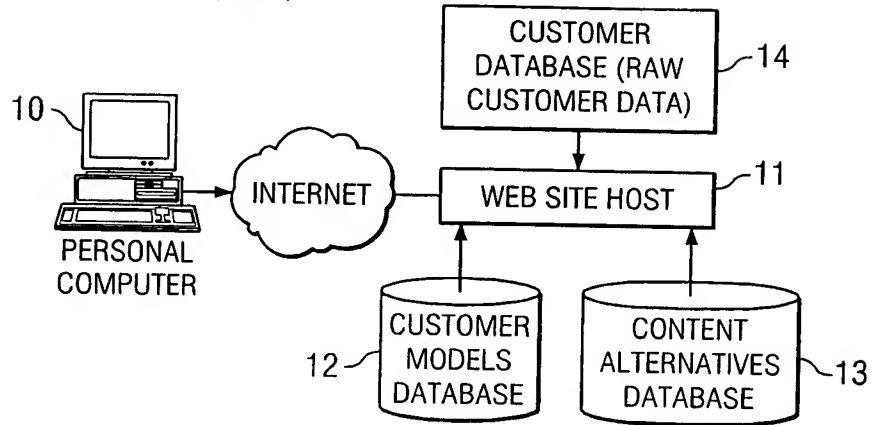 CUSTOMER
DATABASE (RAW
CUSTOMER DATA)
14
10
INTERNET
WEB SITE HOST
11
PERSONAL
COMPUTER
12
CUSTOMER
MODELS
DATABASE
CONTENT
ALTERNATIVES
DATABASE
13